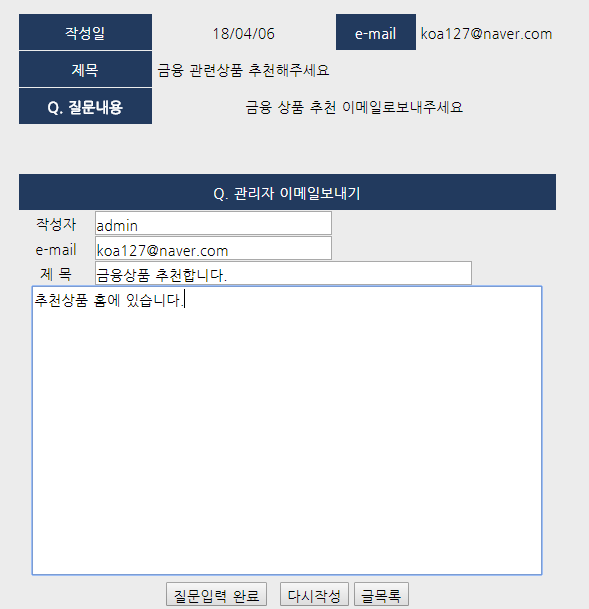 작성일 18/04/06 e-mail koa127@naver.com
제목 금융 관련상품 추천해주세요
Q. 질문내용 금융 상품 추천 이메일로보내주세요
Q. 관리자 이메일보내기
작성자 admin
e-mail koa127@naver.com
제 목 금융상품 추천합니다.
추천상품 홈에 있습니다.
질문입력 완료 다시작성 글목록